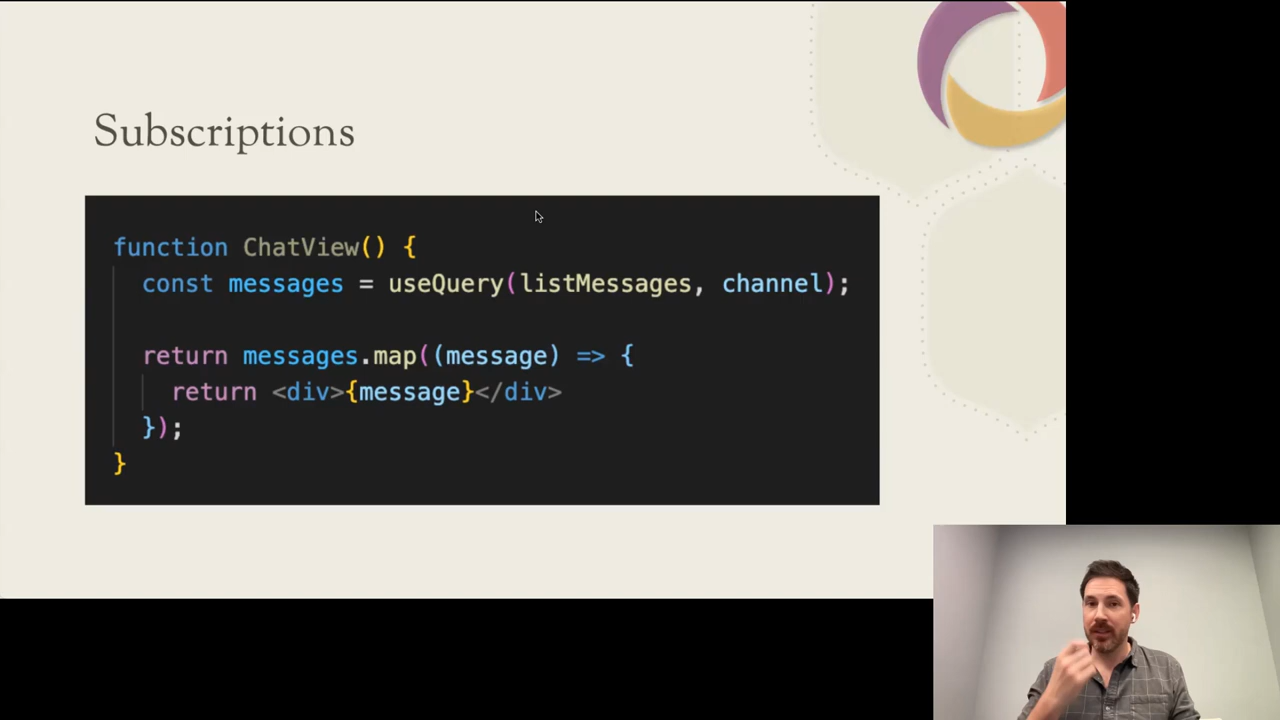 Subscriptions
function ChatView() {
const messages = useQuery(listMessages, channel);
return messages.map((message) => {
return <div>{message}</div>
});
}